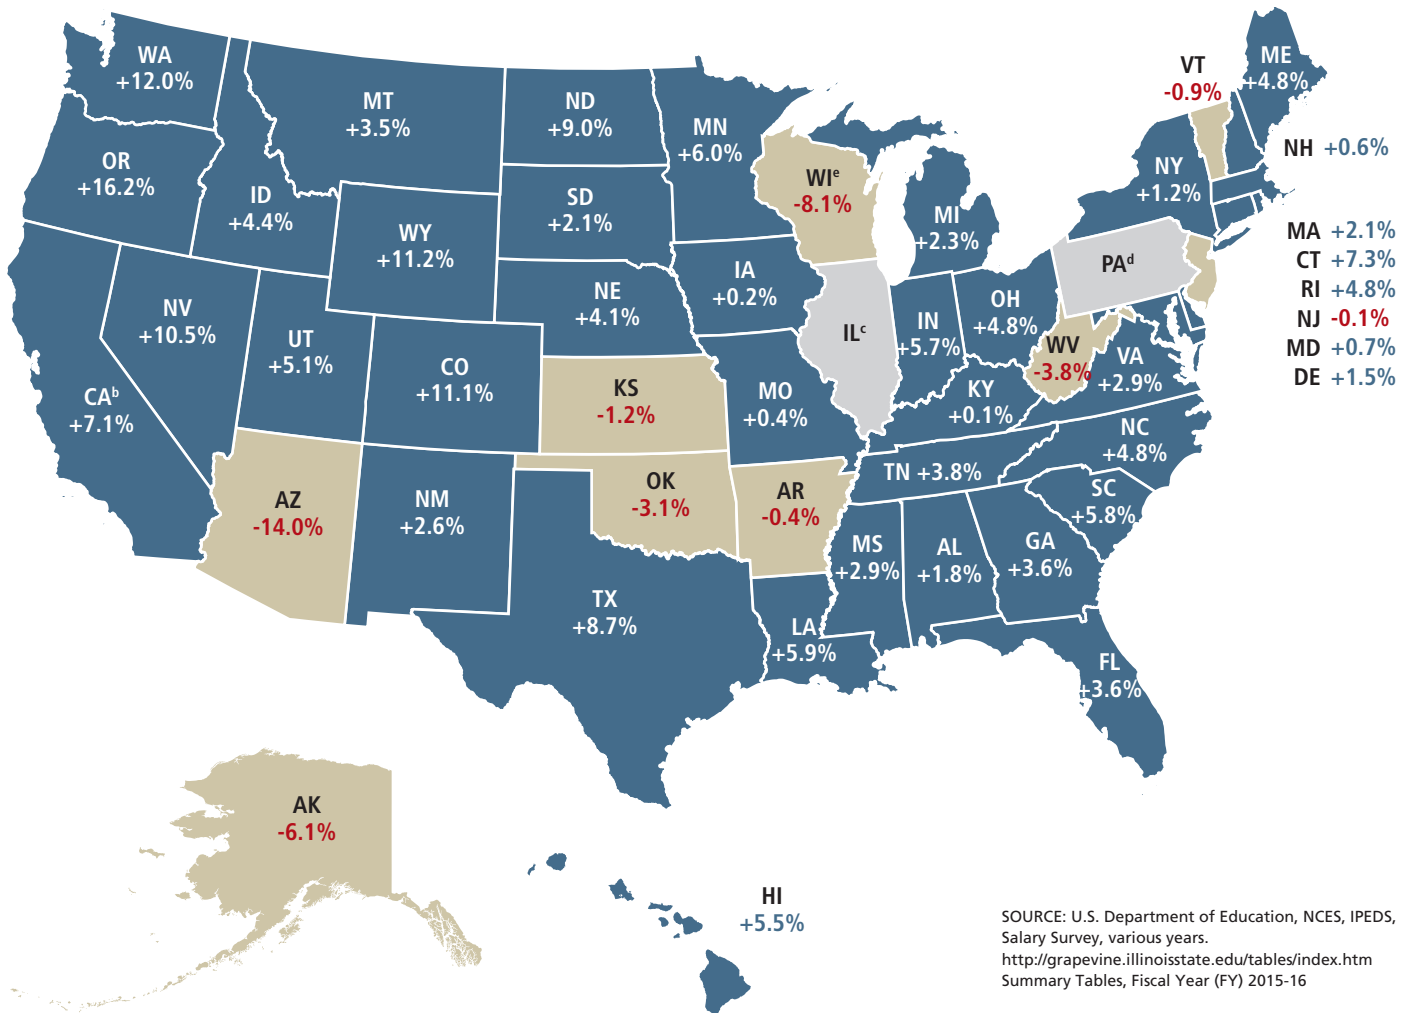 WA
+12.0%
OR
+16.2%
CAᵇ
+7.1%
NV
+10.5%
ID
+4.4%
MT
+3.5%
WY
+11.2%
UT
+5.1%
CO
+11.1%
AZ
-14.0%
NM
+2.6%
ND
+9.0%
SD
+2.1%
NE
+4.1%
KS
-1.2%
OK
-3.1%
TX
+8.7%
MN
+6.0%
IA
+0.2%
MO
+0.4%
AR
-0.4%
LA
+5.9%
WIᵉ
-8.1%
ILᶜ
MI
+2.3%
IN
+5.7%
OH
+4.8%
KY
+0.1%
TN +3.8%
MS
+2.9%
AL
+1.8%
GA
+3.6%
FL
+3.6%
SC
+5.8%
NC
+4.8%
VA
+2.9%
WV
-3.8%
PAᵈ
NY
+1.2%
VT
-0.9%
ME
+4.8%
NH +0.6%
MA +2.1%
CT +7.3%
RI +4.8%
NJ -0.1%
MD +0.7%
DE +1.5%
AK
-6.1%
HI
+5.5%
SOURCE: U.S. Department of Education, NCES, IPEDS,
Salary Survey, various years.
http://grapevine.illinoisstate.edu/tables/index.htm
Summary Tables, Fiscal Year (FY) 2015-16